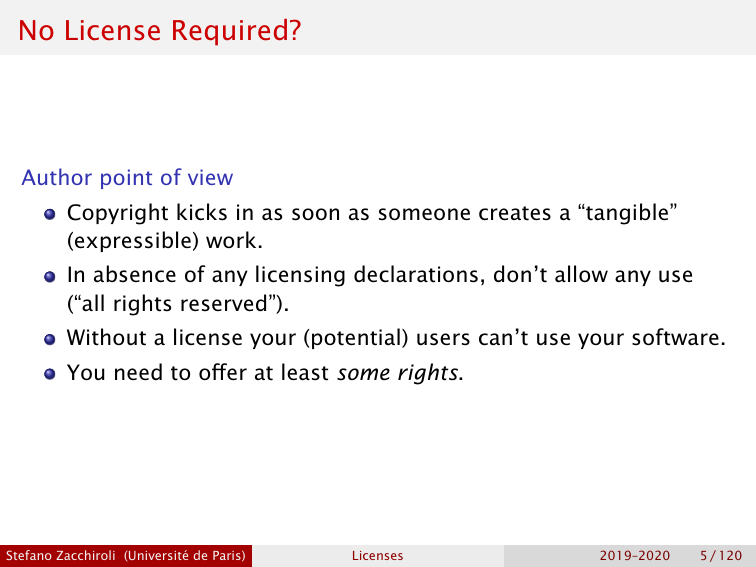 No License Required?
Author point of view
Copyright kicks in as soon as someone creates a “tangible”
(expressible) work.
In absence of any licensing declarations, don’t allow any use
(“all rights reserved”).
Without a license your (potential) users can’t use your software.
You need to offer at least some rights.
Stefano Zacchiroli (Université de Paris) Licenses 2019–2020 5 / 120